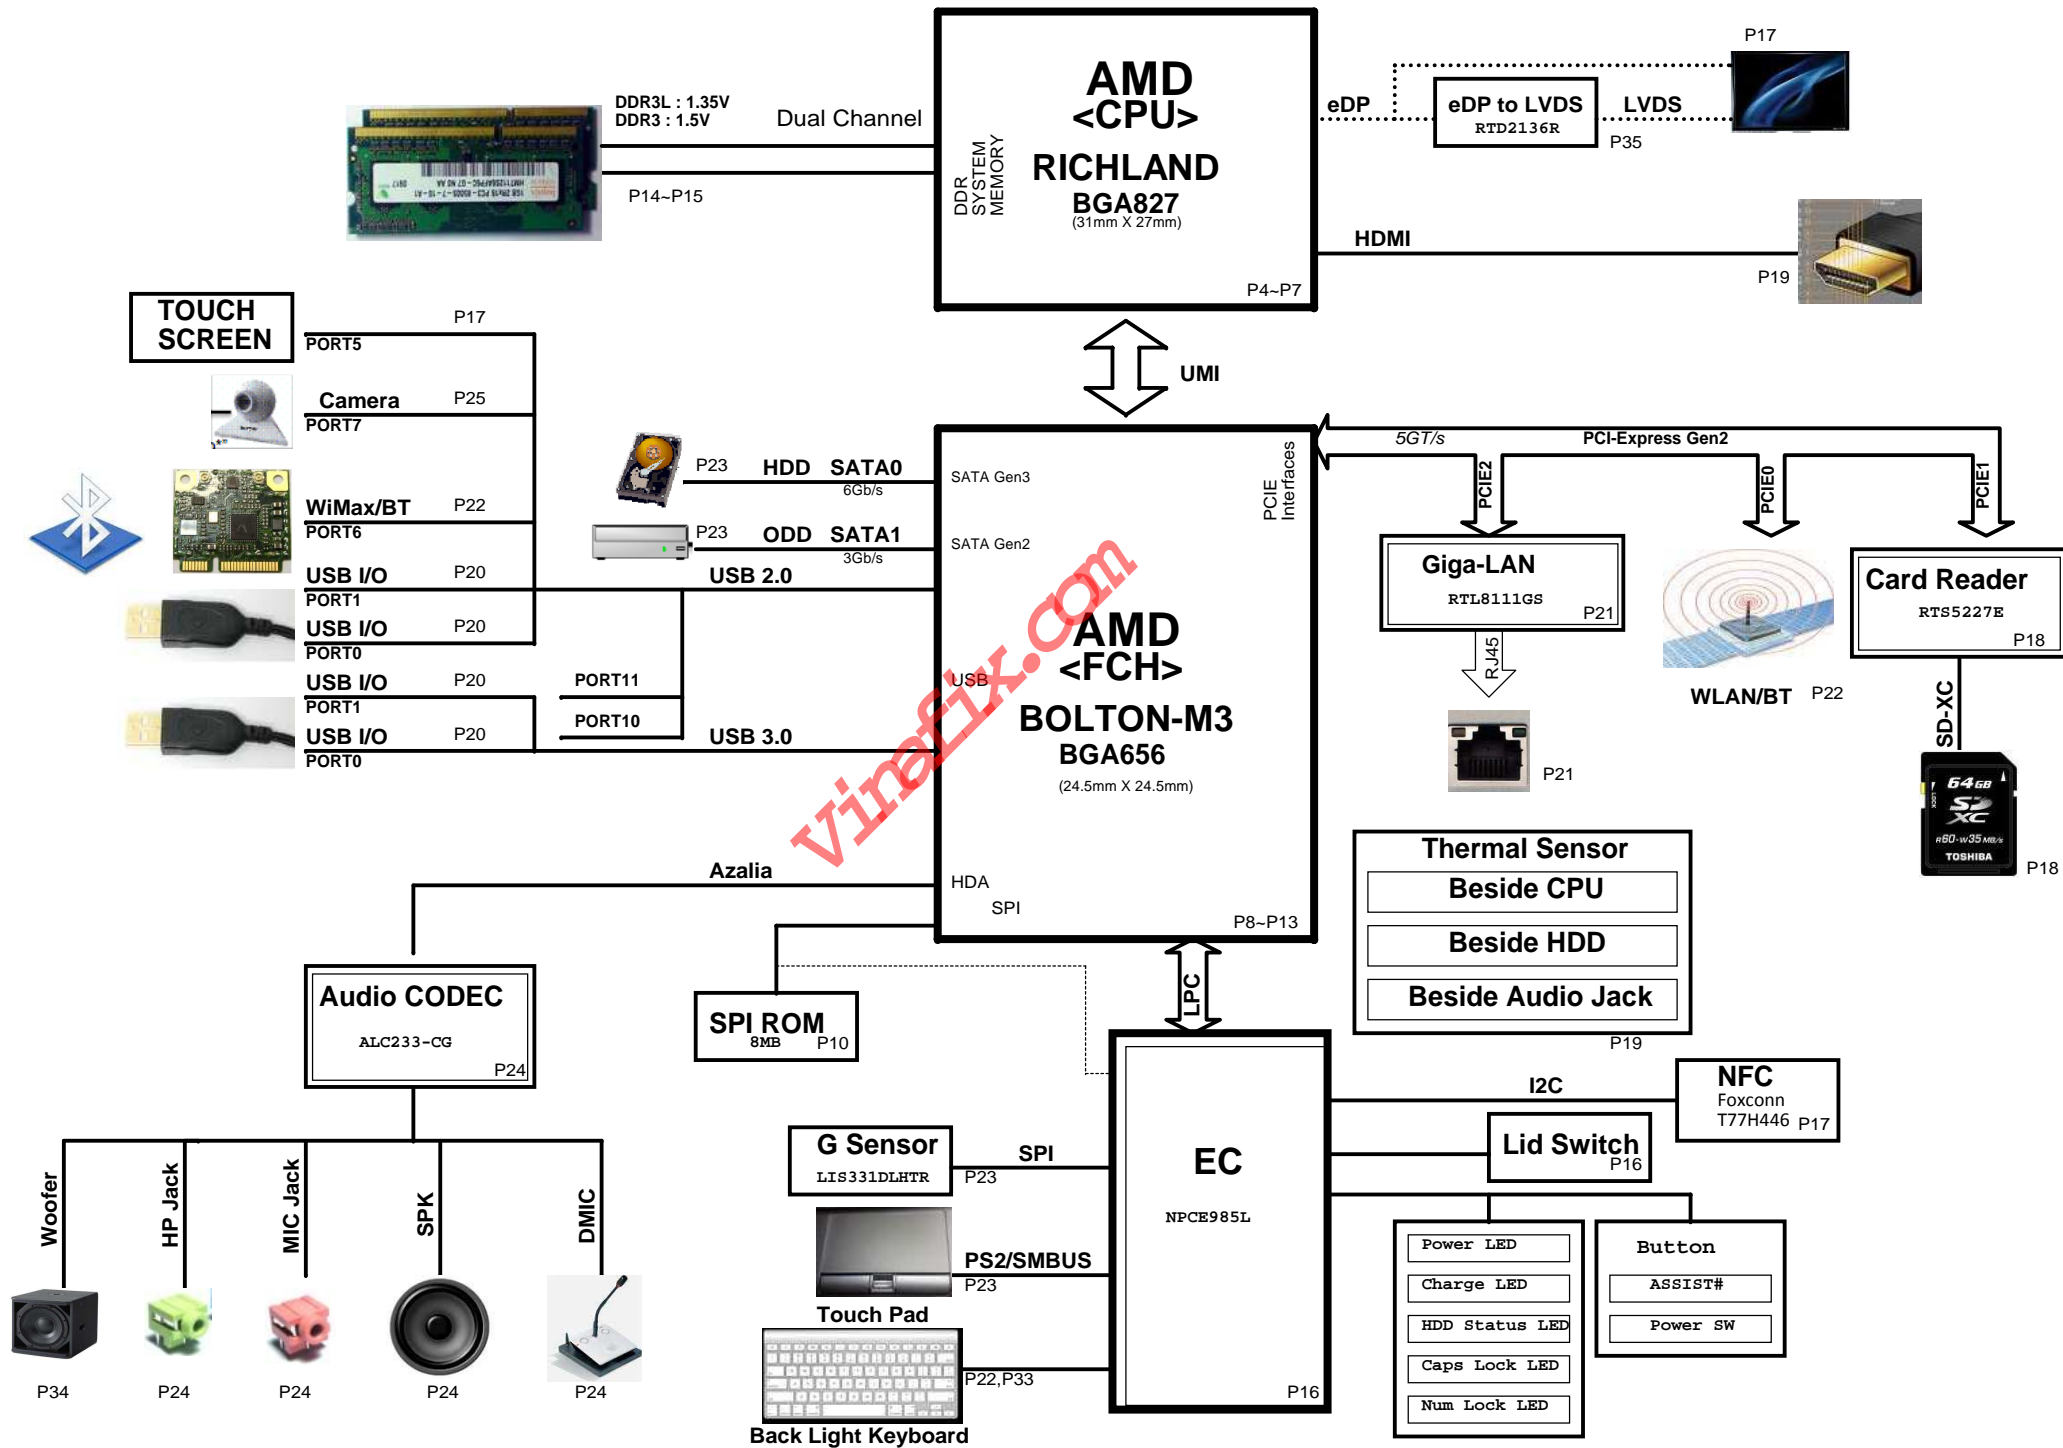 AMD
<CPU>
RICHLAND
BGA827
(31mm X 27mm)
P4~P7
DDR
SYSTEM
MEMORY
DDR3L : 1.35V
DDR3 : 1.5V
Dual Channel
P14~P15
eDP
eDP to LVDS
RTD2136R
LVDS
P35
P17
HDMI
P19
UMI
TOUCH
SCREEN
P17
PORT5
Camera
P25
PORT7
WiMax/BT
P22
PORT6
USB I/O
P20
PORT1
USB I/O
P20
PORT0
USB I/O
P20
PORT1
USB I/O
P20
PORT0
USB 2.0
PORT11
PORT10
USB 3.0
P23
HDD
SATA0
6Gb/s
P23
ODD
SATA1
3Gb/s
SATA Gen3
SATA Gen2
USB
HDA
SPI
PCIE
Interfaces
AMD
<FCH>
BOLTON-M3
BGA656
(24.5mm X 24.5mm)
P8~P13
vinafix.com
5GT/s
PCI-Express Gen2
PCIE2
PCIE0
PCIE1
Giga-LAN
RTL8111GS
P21
RJ45
P21
WLAN/BT
P22
Card Reader
RTS5227E
P18
SD-XC
64GB
LOCK
SD
XC
R60-W35MB/s
TOSHIBA
P18
Thermal Sensor
Beside CPU
Beside HDD
Beside Audio Jack
P19
Azalia
Audio CODEC
ALC233-CG
P24
SPI ROM
8MB
P10
LPC
EC
NPCE985L
P16
I2C
NFC
Foxconn
T77H446
P17
Lid Switch
P16
G Sensor
LIS331DLHTR
SPI
P23
PS2/SMBUS
P23
Touch Pad
P22,P33
Back Light Keyboard
Power LED
Charge LED
HDD Status LED
Caps Lock LED
Num Lock LED
Button
ASSIST#
Power SW
Woofer
HP Jack
MIC Jack
SPK
DMIC
P34
P24
P24
P24
P24